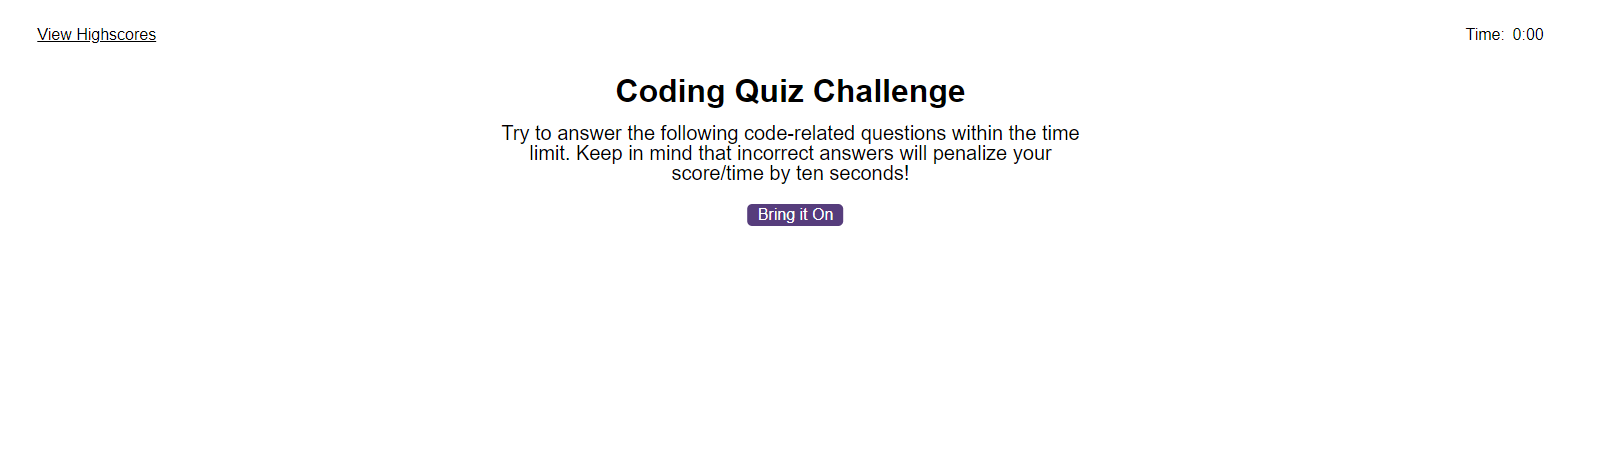 View Highscores
Time: 0:00
Coding Quiz Challenge
Try to answer the following code-related questions within the time
limit. Keep in mind that incorrect answers will penalize your
score/time by ten seconds!
Bring it On